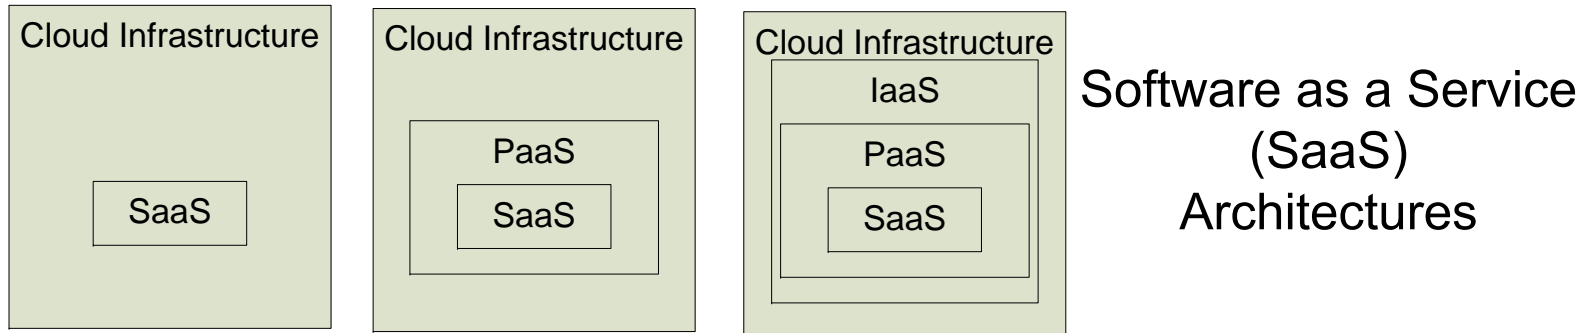 Cloud Infrastructure
SaaS
Cloud Infrastructure
PaaS
SaaS
Cloud Infrastructure
IaaS
PaaS
SaaS
Software as a Service
(SaaS)
Architectures